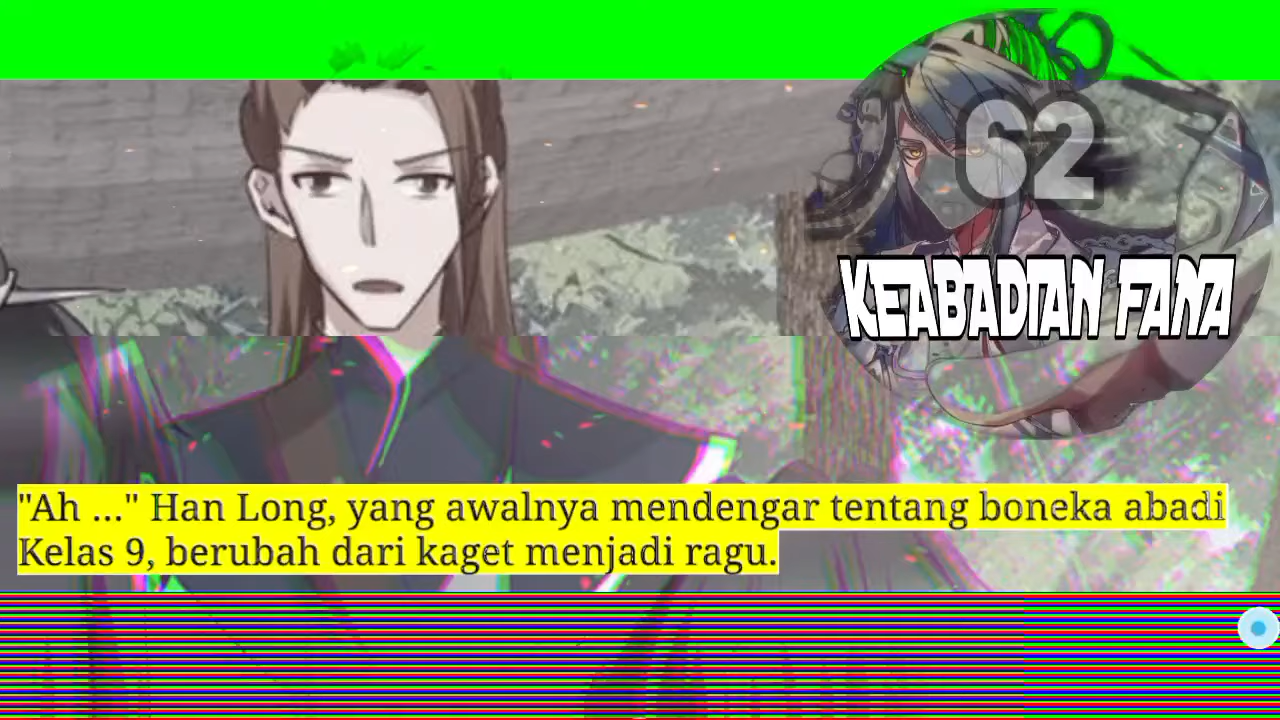 62
KEABADIAN FANA
"Ah ..." Han Long, yang awalnya mendengar tentang boneka abadi
Kelas 9, berubah dari kaget menjadi ragu.